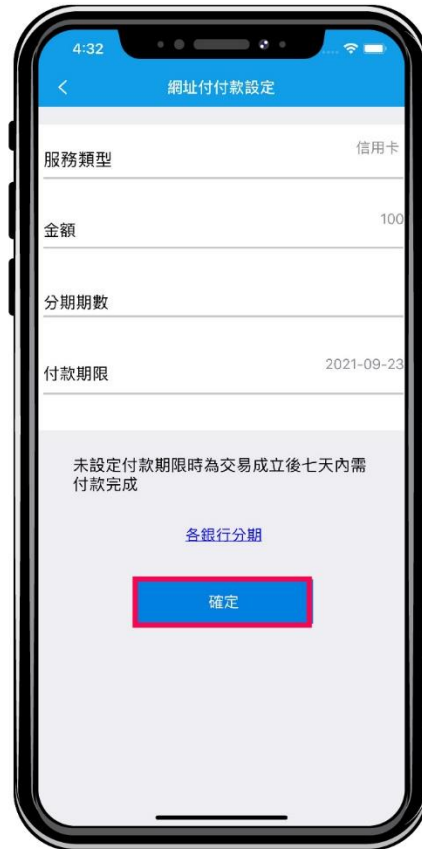 4:32
網址付付款設定
服務類型
信用卡
金額
100
分期期數
付款期限
2021-09-23
未設定付款期限時為交易成立後七天內需
付款完成
各銀行分期
確定